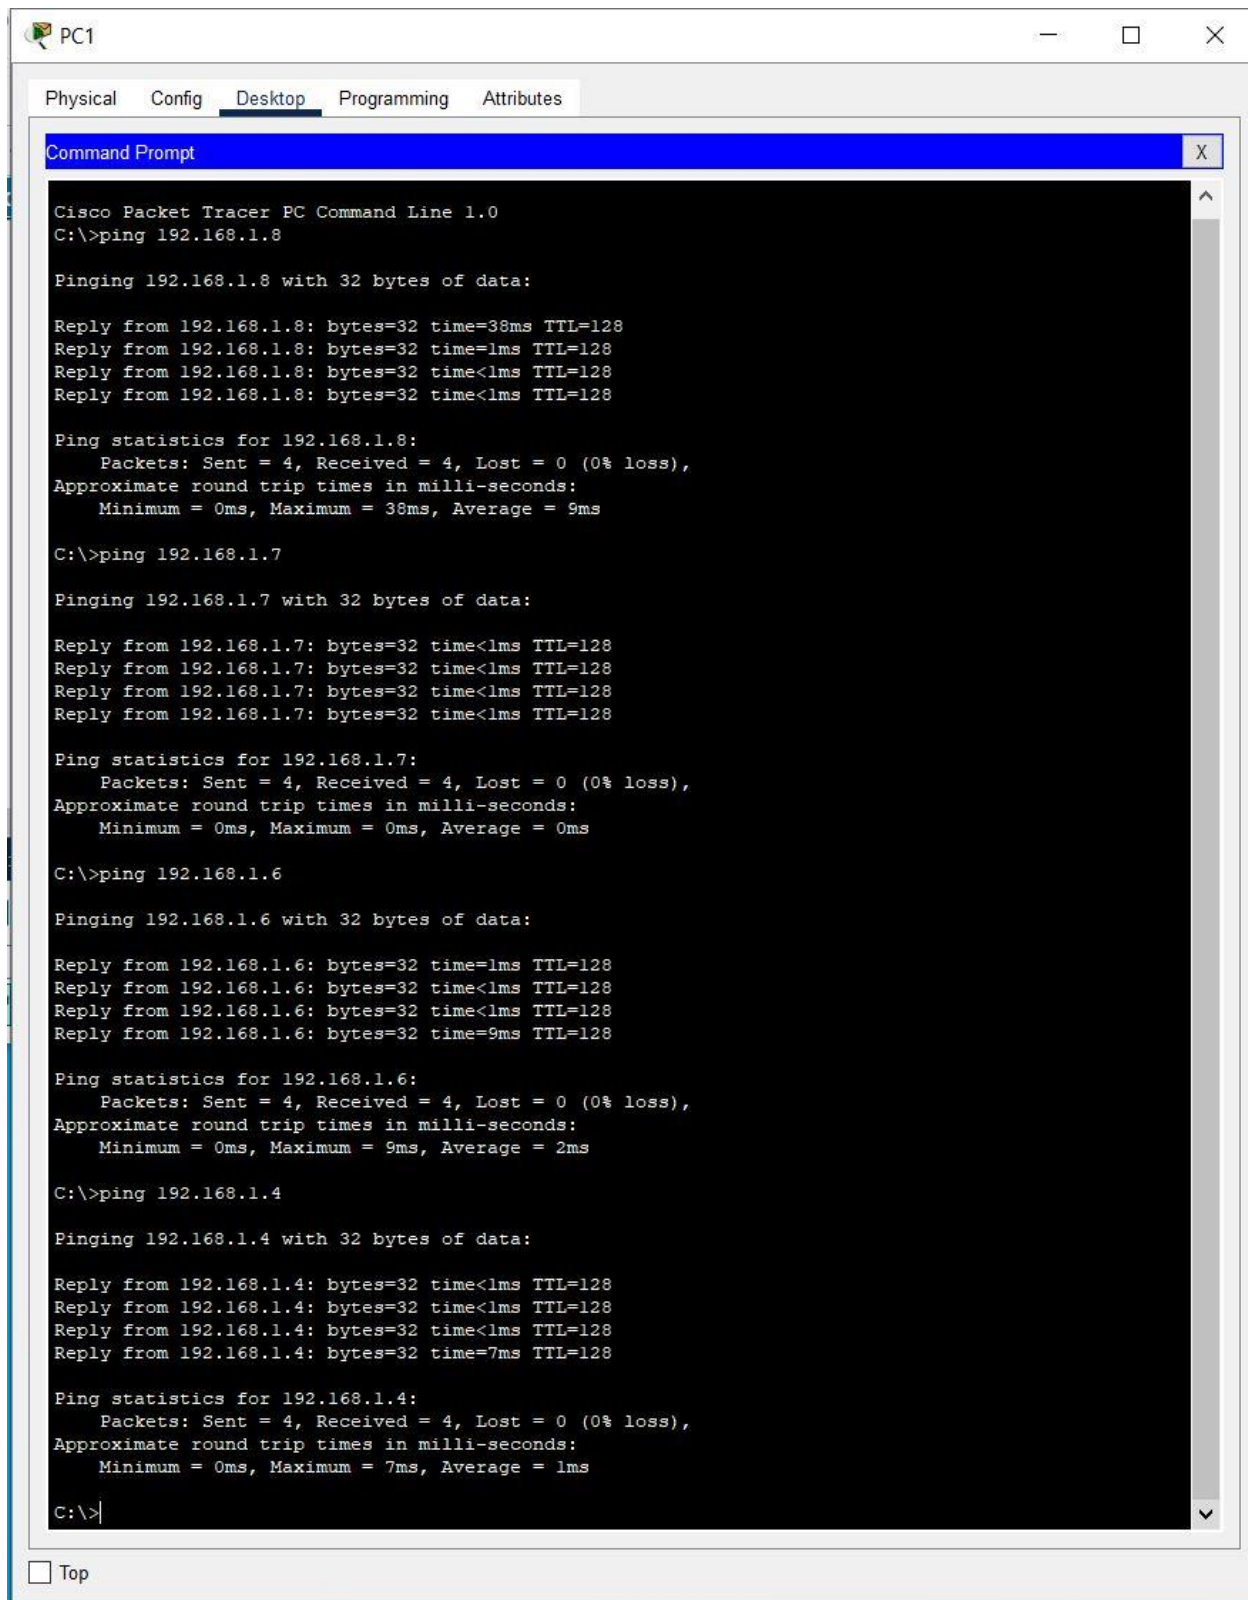 PC1
Physical Config Desktop Programming Attributes
Command Prompt X
Cisco Packet Tracer PC Command Line 1.0
C:\>ping 192.168.1.8
Pinging 192.168.1.8 with 32 bytes of data:
Reply from 192.168.1.8: bytes=32 time=38ms TTL=128
Reply from 192.168.1.8: bytes=32 time=1ms TTL=128
Reply from 192.168.1.8: bytes=32 time<1ms TTL=128
Reply from 192.168.1.8: bytes=32 time<1ms TTL=128
Ping statistics for 192.168.1.8:
Packets: Sent = 4, Received = 4, Lost = 0 (0% loss),
Approximate round trip times in milli-seconds:
Minimum = 0ms, Maximum = 38ms, Average = 9ms
C:\>ping 192.168.1.7
Pinging 192.168.1.7 with 32 bytes of data:
Reply from 192.168.1.7: bytes=32 time<1ms TTL=128
Reply from 192.168.1.7: bytes=32 time<1ms TTL=128
Reply from 192.168.1.7: bytes=32 time<1ms TTL=128
Reply from 192.168.1.7: bytes=32 time<1ms TTL=128
Ping statistics for 192.168.1.7:
Packets: Sent = 4, Received = 4, Lost = 0 (0% loss),
Approximate round trip times in milli-seconds:
Minimum = 0ms, Maximum = 0ms, Average = 0ms
C:\>ping 192.168.1.6
Pinging 192.168.1.6 with 32 bytes of data:
Reply from 192.168.1.6: bytes=32 time=1ms TTL=128
Reply from 192.168.1.6: bytes=32 time<1ms TTL=128
Reply from 192.168.1.6: bytes=32 time<1ms TTL=128
Reply from 192.168.1.6: bytes=32 time=9ms TTL=128
Ping statistics for 192.168.1.6:
Packets: Sent = 4, Received = 4, Lost = 0 (0% loss),
Approximate round trip times in milli-seconds:
Minimum = 0ms, Maximum = 9ms, Average = 2ms
C:\>ping 192.168.1.4
Pinging 192.168.1.4 with 32 bytes of data:
Reply from 192.168.1.4: bytes=32 time<1ms TTL=128
Reply from 192.168.1.4: bytes=32 time<1ms TTL=128
Reply from 192.168.1.4: bytes=32 time<1ms TTL=128
Reply from 192.168.1.4: bytes=32 time=7ms TTL=128
Ping statistics for 192.168.1.4:
Packets: Sent = 4, Received = 4, Lost = 0 (0% loss),
Approximate round trip times in milli-seconds:
Minimum = 0ms, Maximum = 7ms, Average = 1ms
C:\>
Top